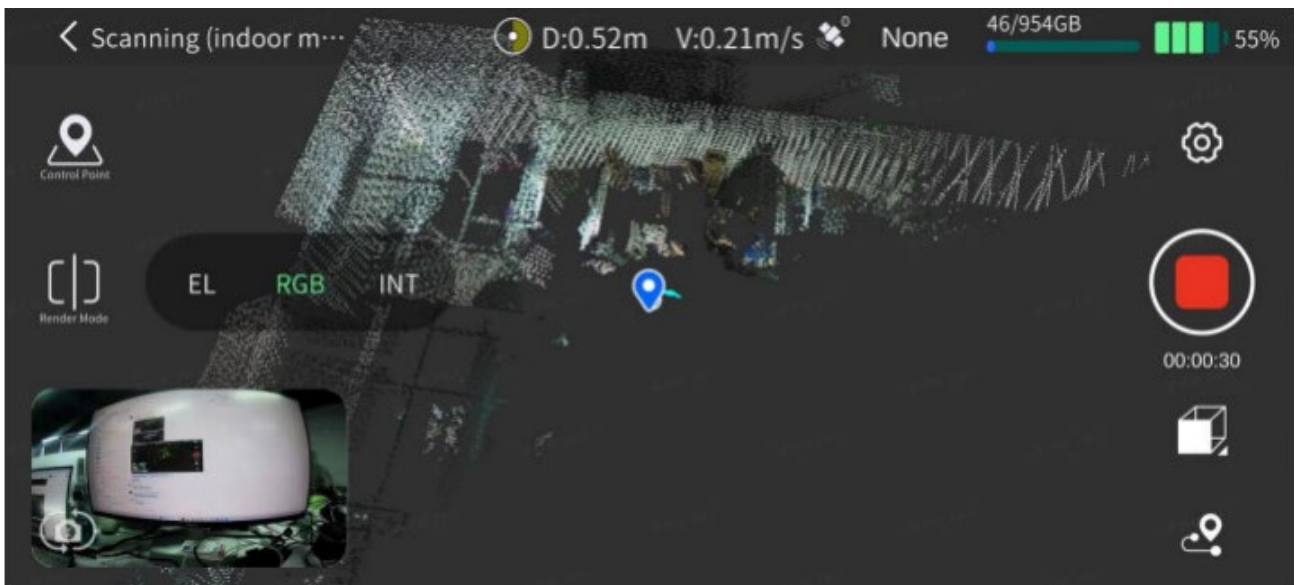 Scanning (indoor m···
D:0.52m
V:0.21m/s
0
None
46/954GB
55%
Control Point
EL
RGB
INT
Render Mode
00:00:30